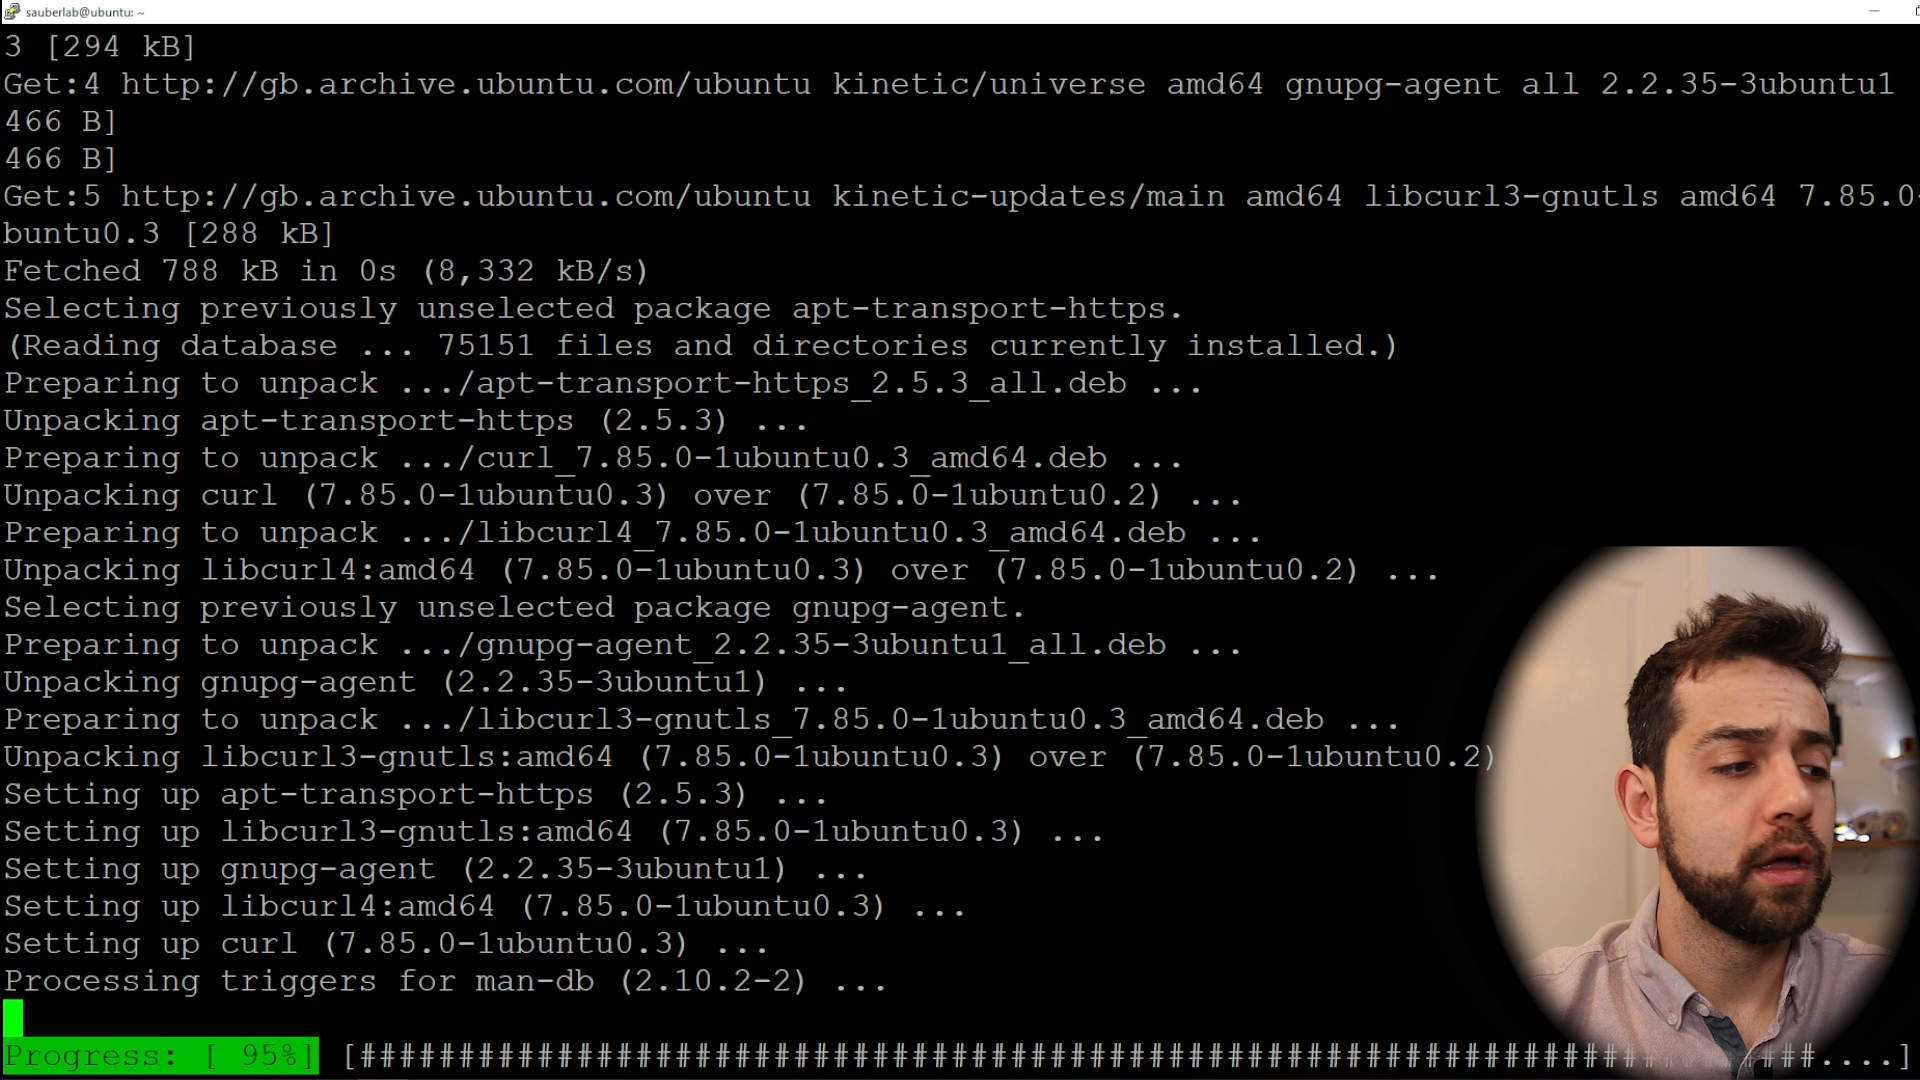 sauberlab@ubuntu: ~
3 [294 kB]
Get:4 http://gb.archive.ubuntu.com/ubuntu kinetic/universe amd64 gnupg-agent all 2.2.35-3ubuntu1
466 B]
466 B]
Get:5 http://gb.archive.ubuntu.com/ubuntu kinetic-updates/main amd64 libcurl3-gnutls amd64 7.85.0-
buntu0.3 [288 kB]
Fetched 788 kB in 0s (8,332 kB/s)
Selecting previously unselected package apt-transport-https.
(Reading database ... 75151 files and directories currently installed.)
Preparing to unpack .../apt-transport-https_2.5.3_all.deb ...
Unpacking apt-transport-https (2.5.3) ...
Preparing to unpack .../curl_7.85.0-1ubuntu0.3_amd64.deb ...
Unpacking curl (7.85.0-1ubuntu0.3) over (7.85.0-1ubuntu0.2) ...
Preparing to unpack .../libcurl4_7.85.0-1ubuntu0.3_amd64.deb ...
Unpacking libcurl4:amd64 (7.85.0-1ubuntu0.3) over (7.85.0-1ubuntu0.2) ...
Selecting previously unselected package gnupg-agent.
Preparing to unpack .../gnupg-agent_2.2.35-3ubuntu1_all.deb ...
Unpacking gnupg-agent (2.2.35-3ubuntu1) ...
Preparing to unpack .../libcurl3-gnutls_7.85.0-1ubuntu0.3_amd64.deb ...
Unpacking libcurl3-gnutls:amd64 (7.85.0-1ubuntu0.3) over (7.85.0-1ubuntu0.2)
Setting up apt-transport-https (2.5.3) ...
Setting up libcurl3-gnutls:amd64 (7.85.0-1ubuntu0.3) ...
Setting up gnupg-agent (2.2.35-3ubuntu1) ...
Setting up libcurl4:amd64 (7.85.0-1ubuntu0.3) ...
Setting up curl (7.85.0-1ubuntu0.3) ...
Processing triggers for man-db (2.10.2-2) ...
Progress: [ 95%] [##########################################################################....]